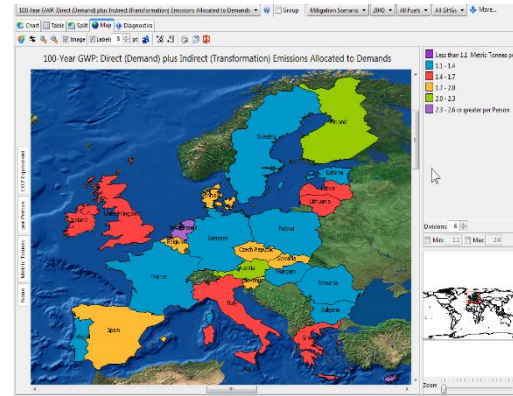 100-Year GWP: Direct (Demand) plus Indirect (Transformation) Emissions Allocated to Demands
Group
Mitigation Scenario
2040
All Fuels
All GHGs
More...
Chart
Table
Split
Map
Diagnostics
Image
Labels
8
pt
100-Year GWP: Direct (Demand) plus Indirect (Transformation) Emissions Allocated to Demands
Less than 1.1 Metric Tonnes p
1.1 - 1.4
1.4 - 1.7
1.7 - 2.0
2.0 - 2.3
2.3 - 2.6 or greater per Person
CO2 Equivalent
per Person
Metric Tonnes
None
Finland
Sweden
Estonia
Latvia
Lithuania
Ireland
United Kingdom
Poland
Germany
Belgium
Czech Republic
Slovakia
Austria
Hungary
France
Romania
Slovenia
Italy
Bulgaria
Spain
Portugal
Divisions
6
Min: 1.1
Max: 2.6
Zoom